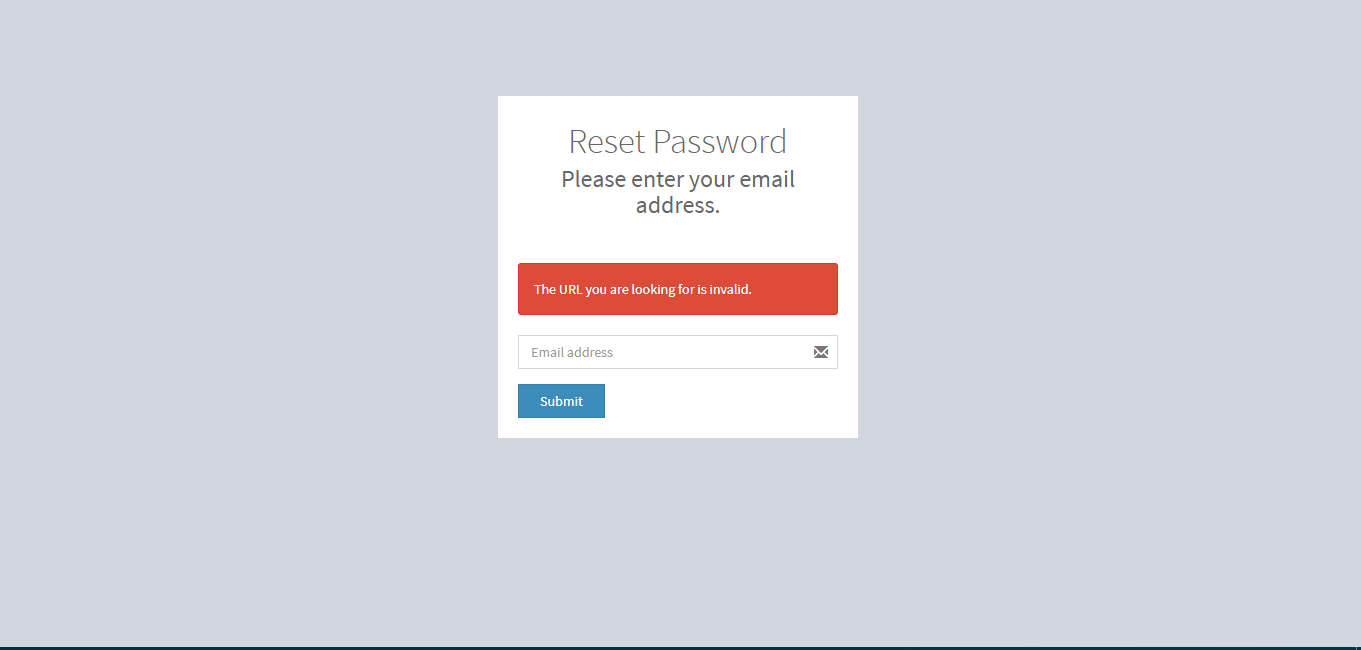 Reset Password
Please enter your email
address.
The URL you are looking for is invalid.
Email address
Submit